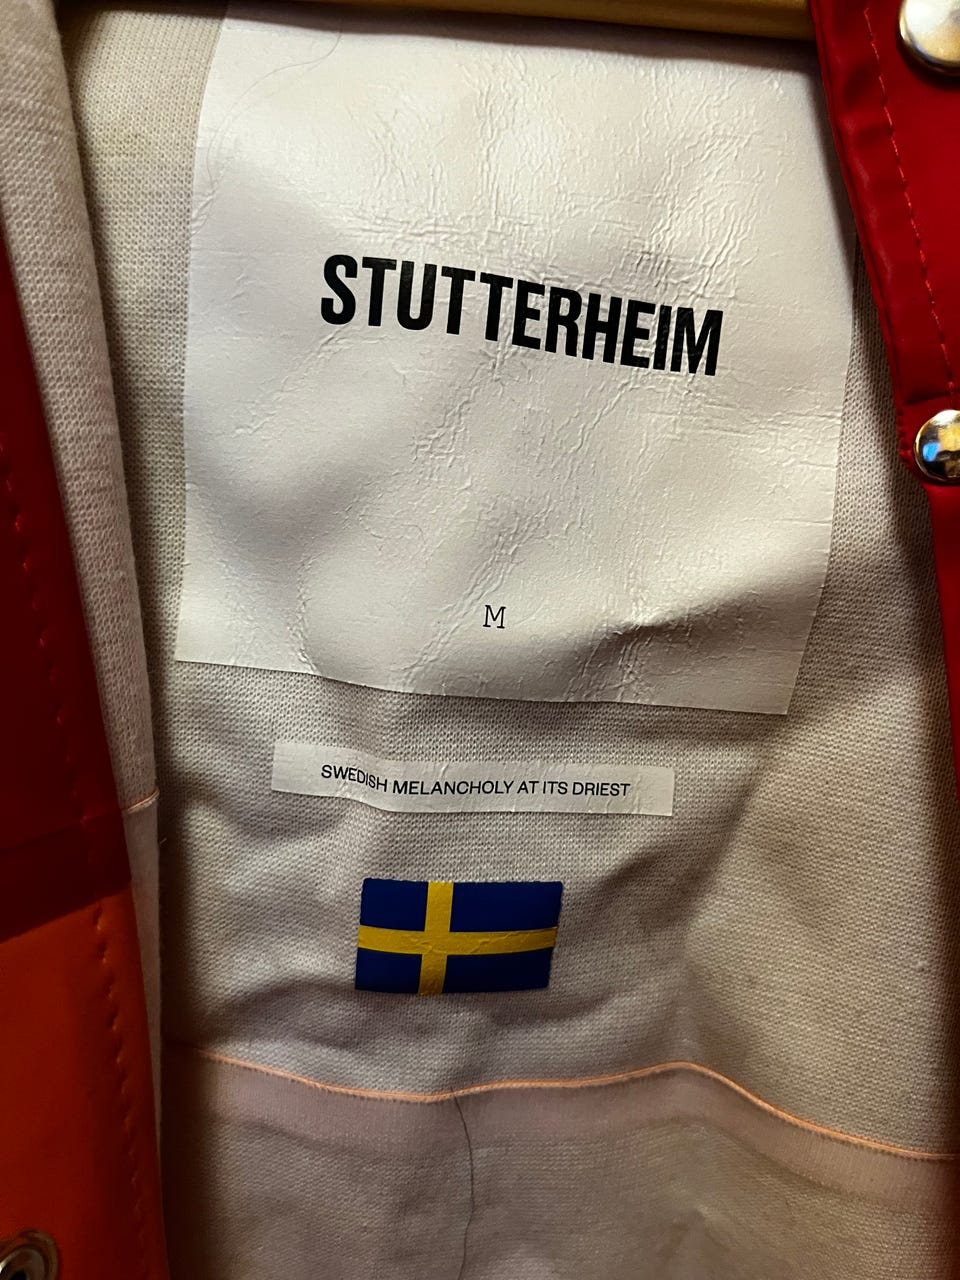 STUTTERHEIM
M
SWEDISH MELANCHOLY AT ITS DRIEST